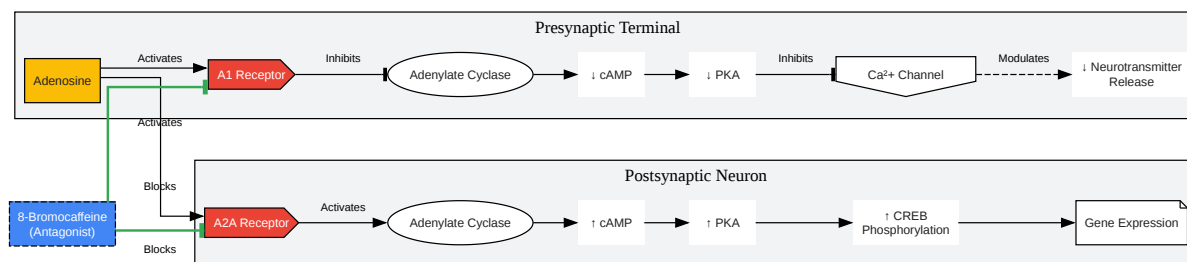 Presynaptic Terminal
Adenosine
Activates
A1 Receptor
Inhibits
Adenylate Cyclase
↓ cAMP
↓ PKA
Inhibits
Ca²+ Channel
Modulates
↓ Neurotransmitter
Release
Activates
Blocks
Postsynaptic Neuron
8-Bromocaffeine
(Antagonist)
Blocks
A2A Receptor
Activates
Adenylate Cyclase
↑ cAMP
↑ PKA
↑ CREB
Phosphorylation
Gene Expression